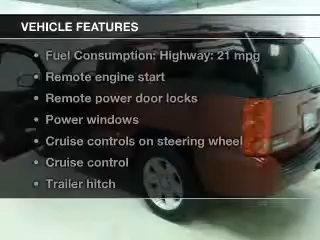 VEHICLE FEATURES
• Fuel Consumption: Highway: 21 mpg
• Remote engine start
• Remote power door locks
• Power windows
• Cruise controls on steering wheel
• Cruise control
• Trailer hitch